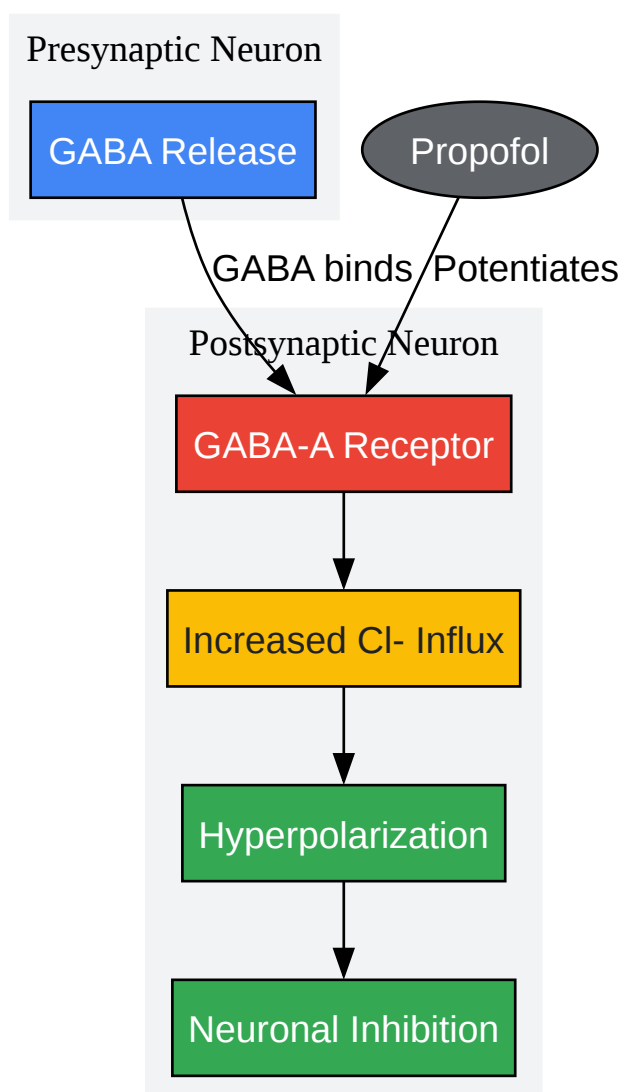 Presynaptic Neuron
GABA Release
Propofol
GABA binds
Potentiates
Postsynaptic Neuron
GABA-A Receptor
Increased Cl- Influx
Hyperpolarization
Neuronal Inhibition